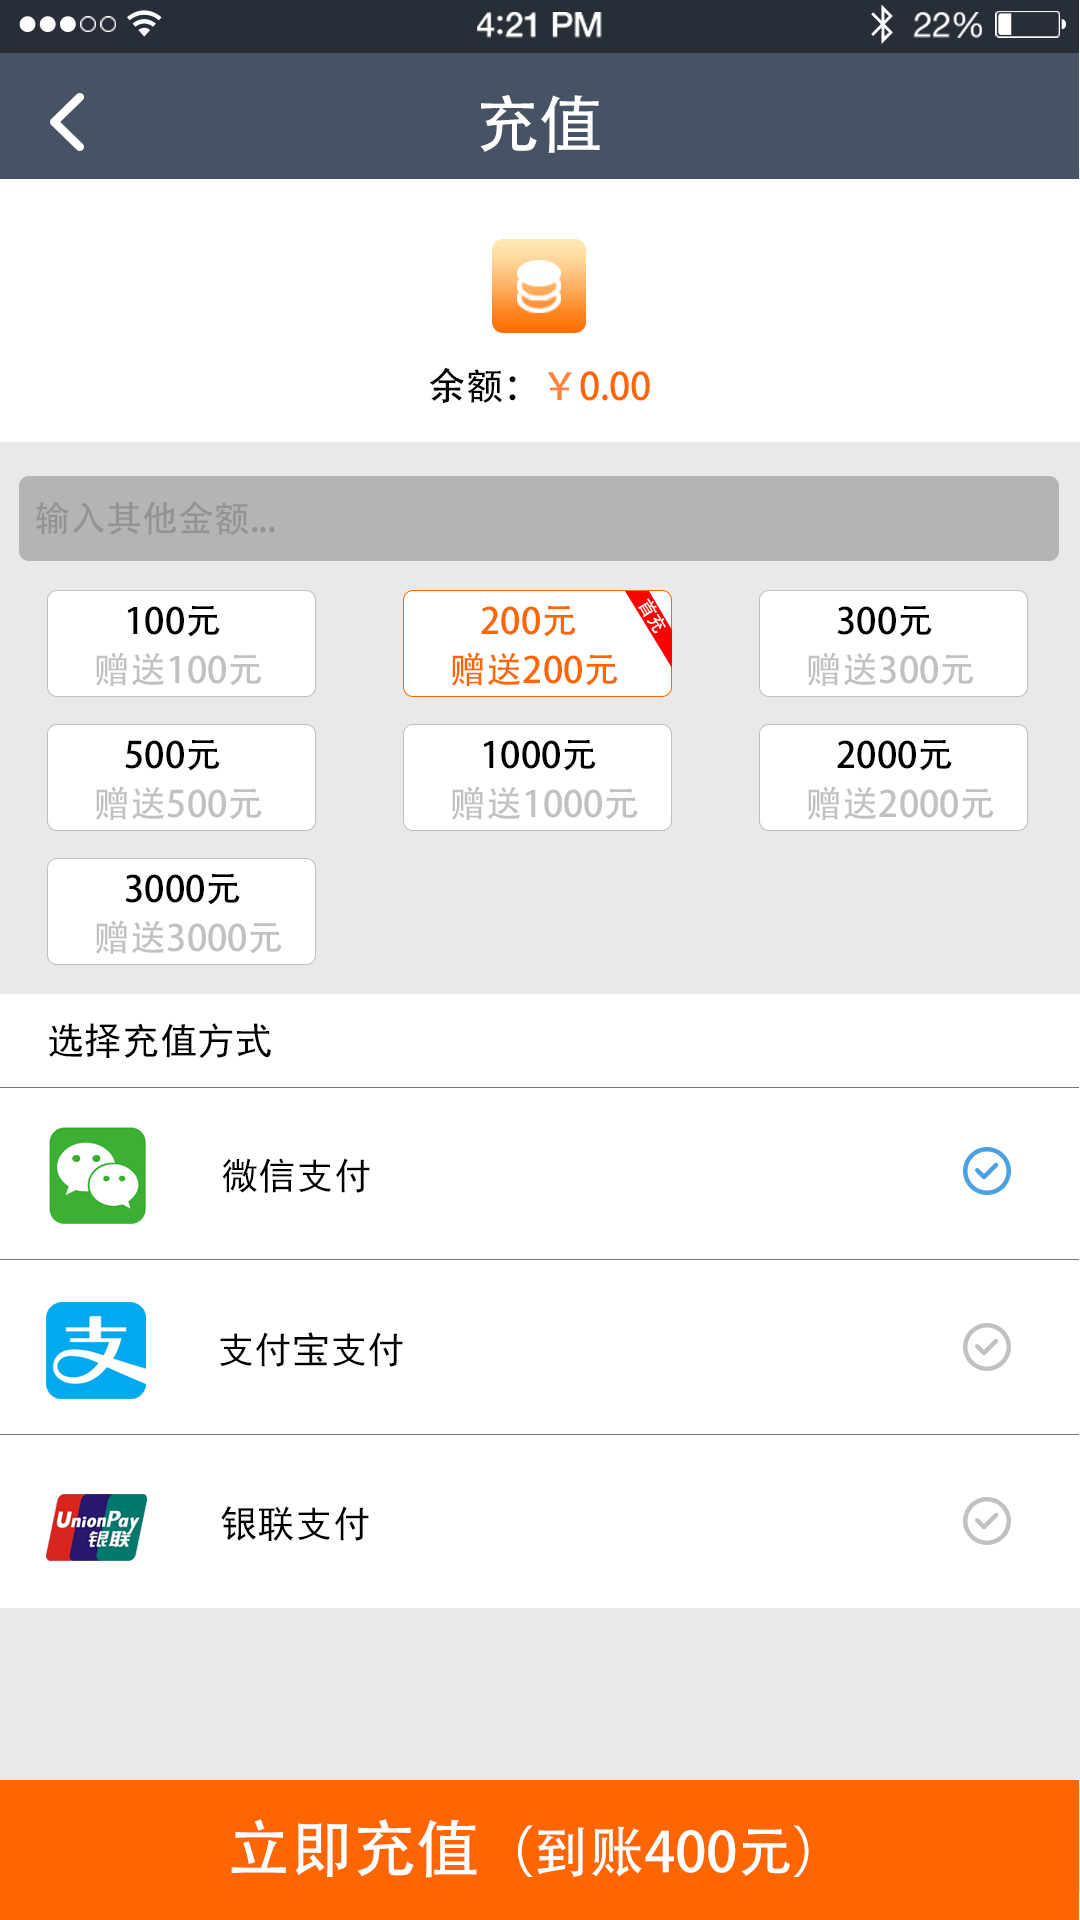 4:21 PM 22%
充值
余额：￥0.00
输入其他金额...
100元
赠送100元
200元
赠送200元
首充
300元
赠送300元
500元
赠送500元
1000元
赠送1000元
2000元
赠送2000元
3000元
赠送3000元
选择充值方式
微信支付
支
支付宝支付
UnionPay
银联
银联支付
立即充值（到账400元）